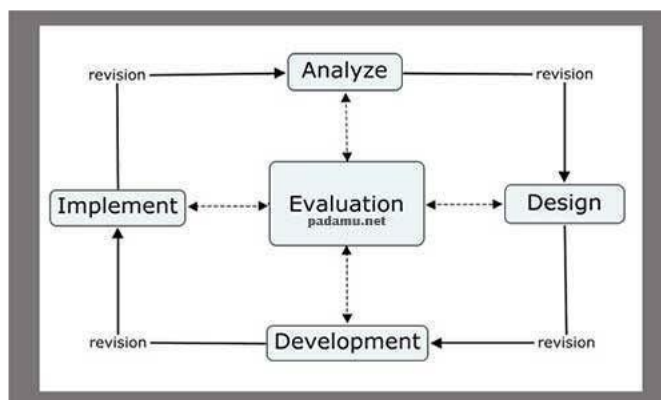 Analyze
revision
revision
Implement
Evaluation
padamu.net
Design
revision
Development
revision